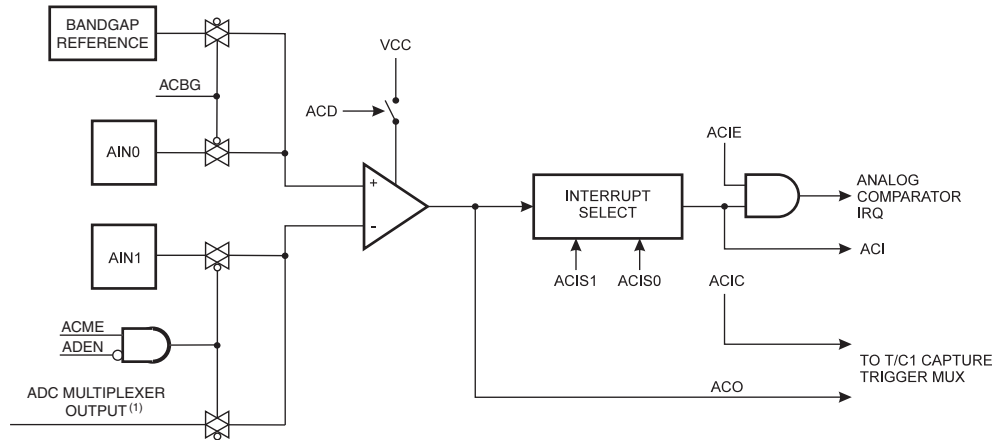 BANDGAP
REFERENCE
VCC
ACBG
ACD
AIN0
ACIE
+
INTERRUPT
SELECT
ANALOG
COMPARATOR
IRQ
-
AIN1
ACI
ACIS1
ACIS0
ACIC
ACME
ADEN
TO T/C1 CAPTURE
TRIGGER MUX
ADC MULTIPLEXER
OUTPUT (1)
ACO